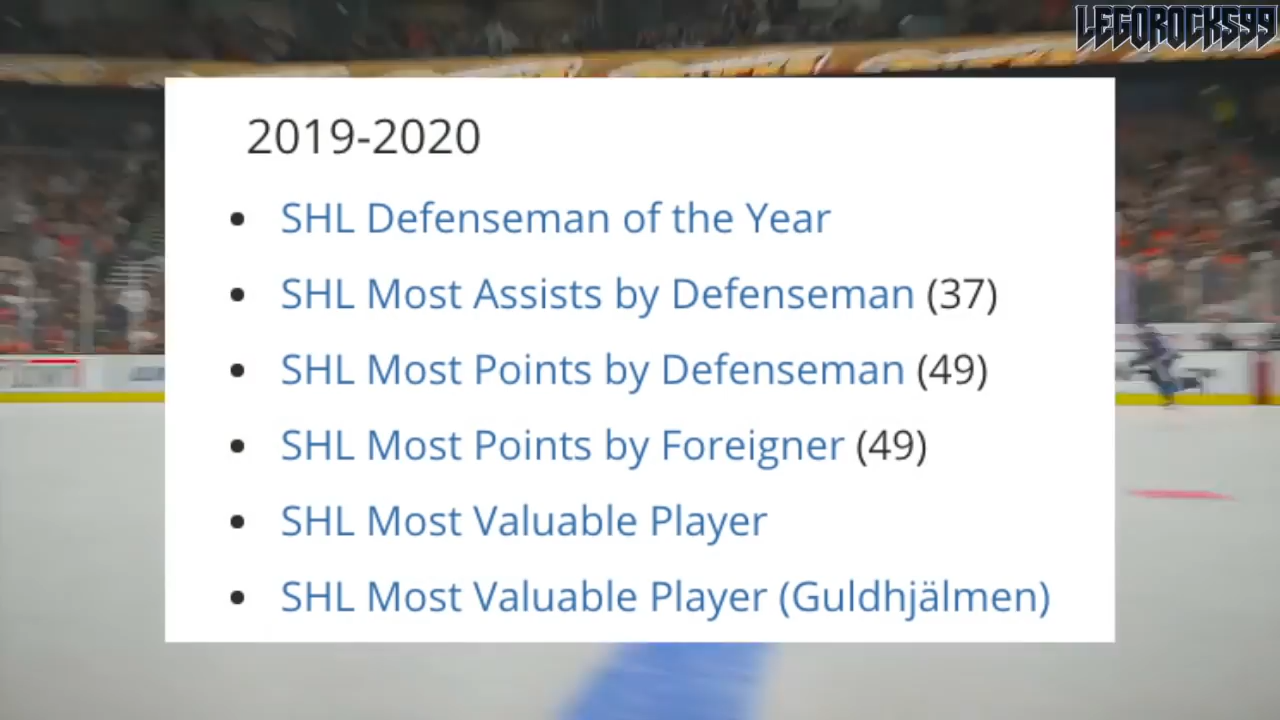 LEGOROCKS99
2019-2020
• SHL Defenseman of the Year
• SHL Most Assists by Defenseman (37)
• SHL Most Points by Defenseman (49)
• SHL Most Points by Foreigner (49)
• SHL Most Valuable Player
• SHL Most Valuable Player (Guldhjälmen)